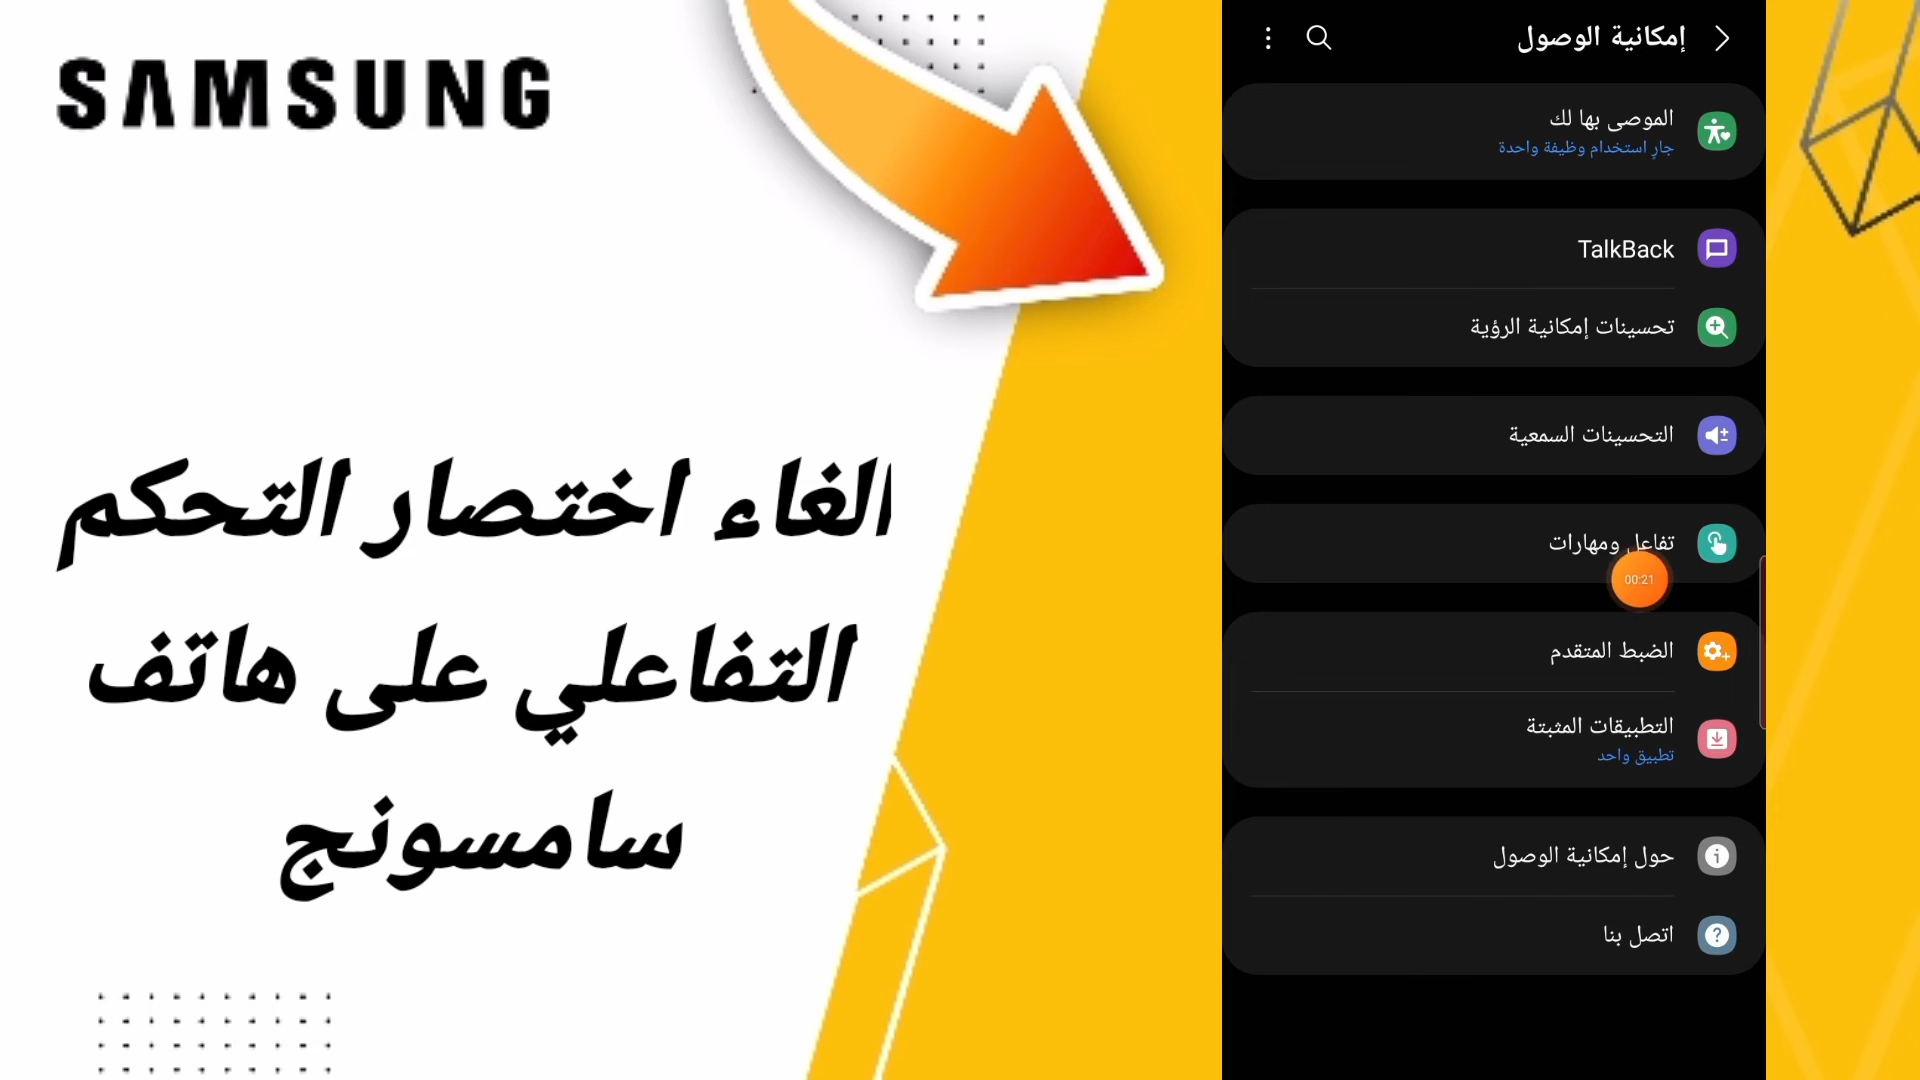 SAMSUNG
الغاء اختصار التحكم
التفاعلي على هاتف
سامسونج
إمكانية الوصول
الموصى بها لك
جارٍ استخدام وظيفة واحدة
TalkBack
تحسينات إمكانية الرؤية
التحسينات السمعية
تفاعل ومهارات
00:21
الضبط المتقدم
التطبيقات المثبتة
تطبيق واحد
حول إمكانية الوصول
اتصل بنا